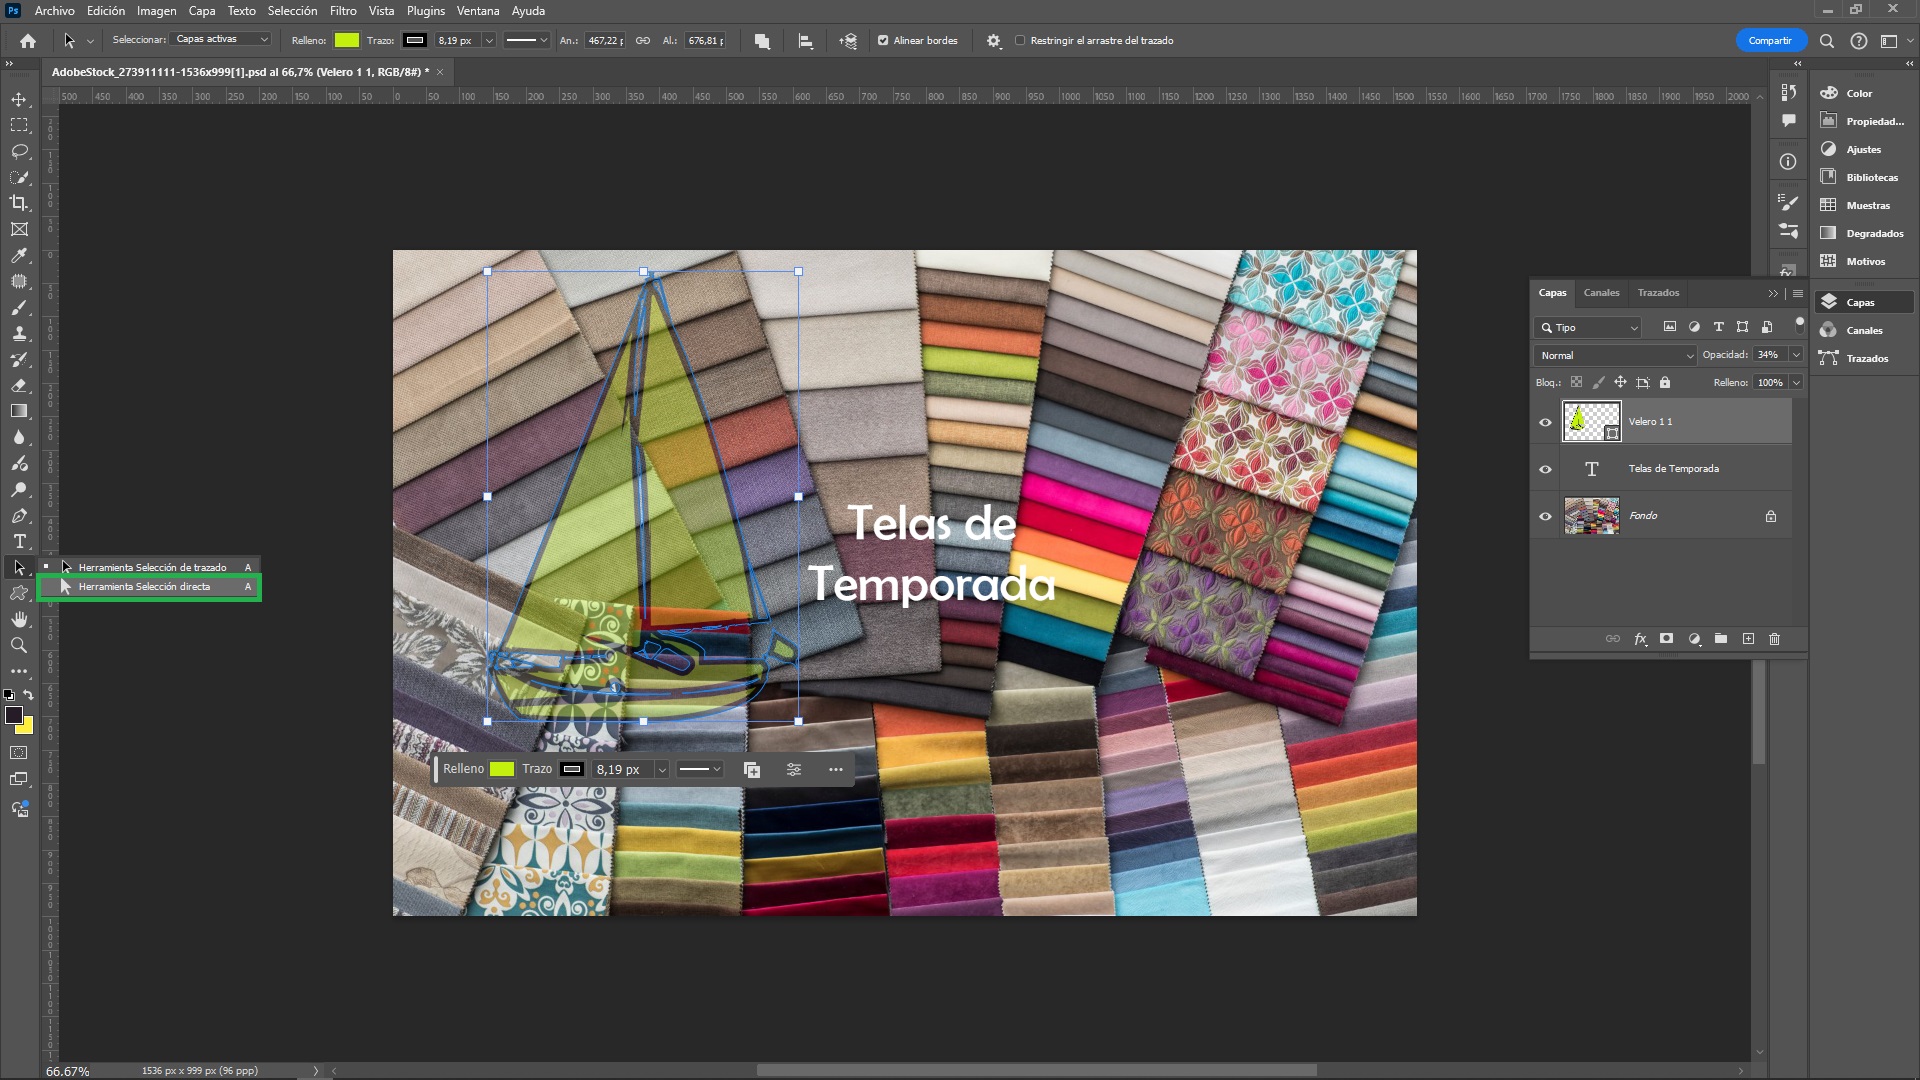 Ps Archivo Edición Imagen Capa Texto Selección Filtro Vista Plugins Ventana Ayuda
Seleccionar: Capas activas Relleno: Trazo: 8,19 px An.: 467,22 Al.: 676,81 Alinear bordes Restringir el arrastre del trazado Compartir
AdobeStock_273911111-1536x999[1].psd al 66,7% (Velero 1 1, RGB/8#) * ×
500 450 400 350 300 250 200 150 100 50 0 50 100 150 200 250 300 350 400 450 500 550 600 650 700 750 800 850 900 950 1000 1050 1100 1150 1200 1250 1300 1350 1400 1450 1500 1550 1600 1650 1700 1750 1800 1850 1900 1950 2000
Color
Propiedad...
Ajustes
Bibliotecas
Muestras
Degradados
Motivos
Capas
Canales
Trazados
Capas Canales Trazados
Tipo
Normal Opacidad: 34%
Bloq.: Relleno: 100%
Velero 1 1
T Telas de Temporada
Fondo
Telas de
Temporada
Herramienta Selección de trazado A
Herramienta Selección directa A
Relleno Trazo 8,19 px
66.67% 1536 px x 999 px (96 ppp)